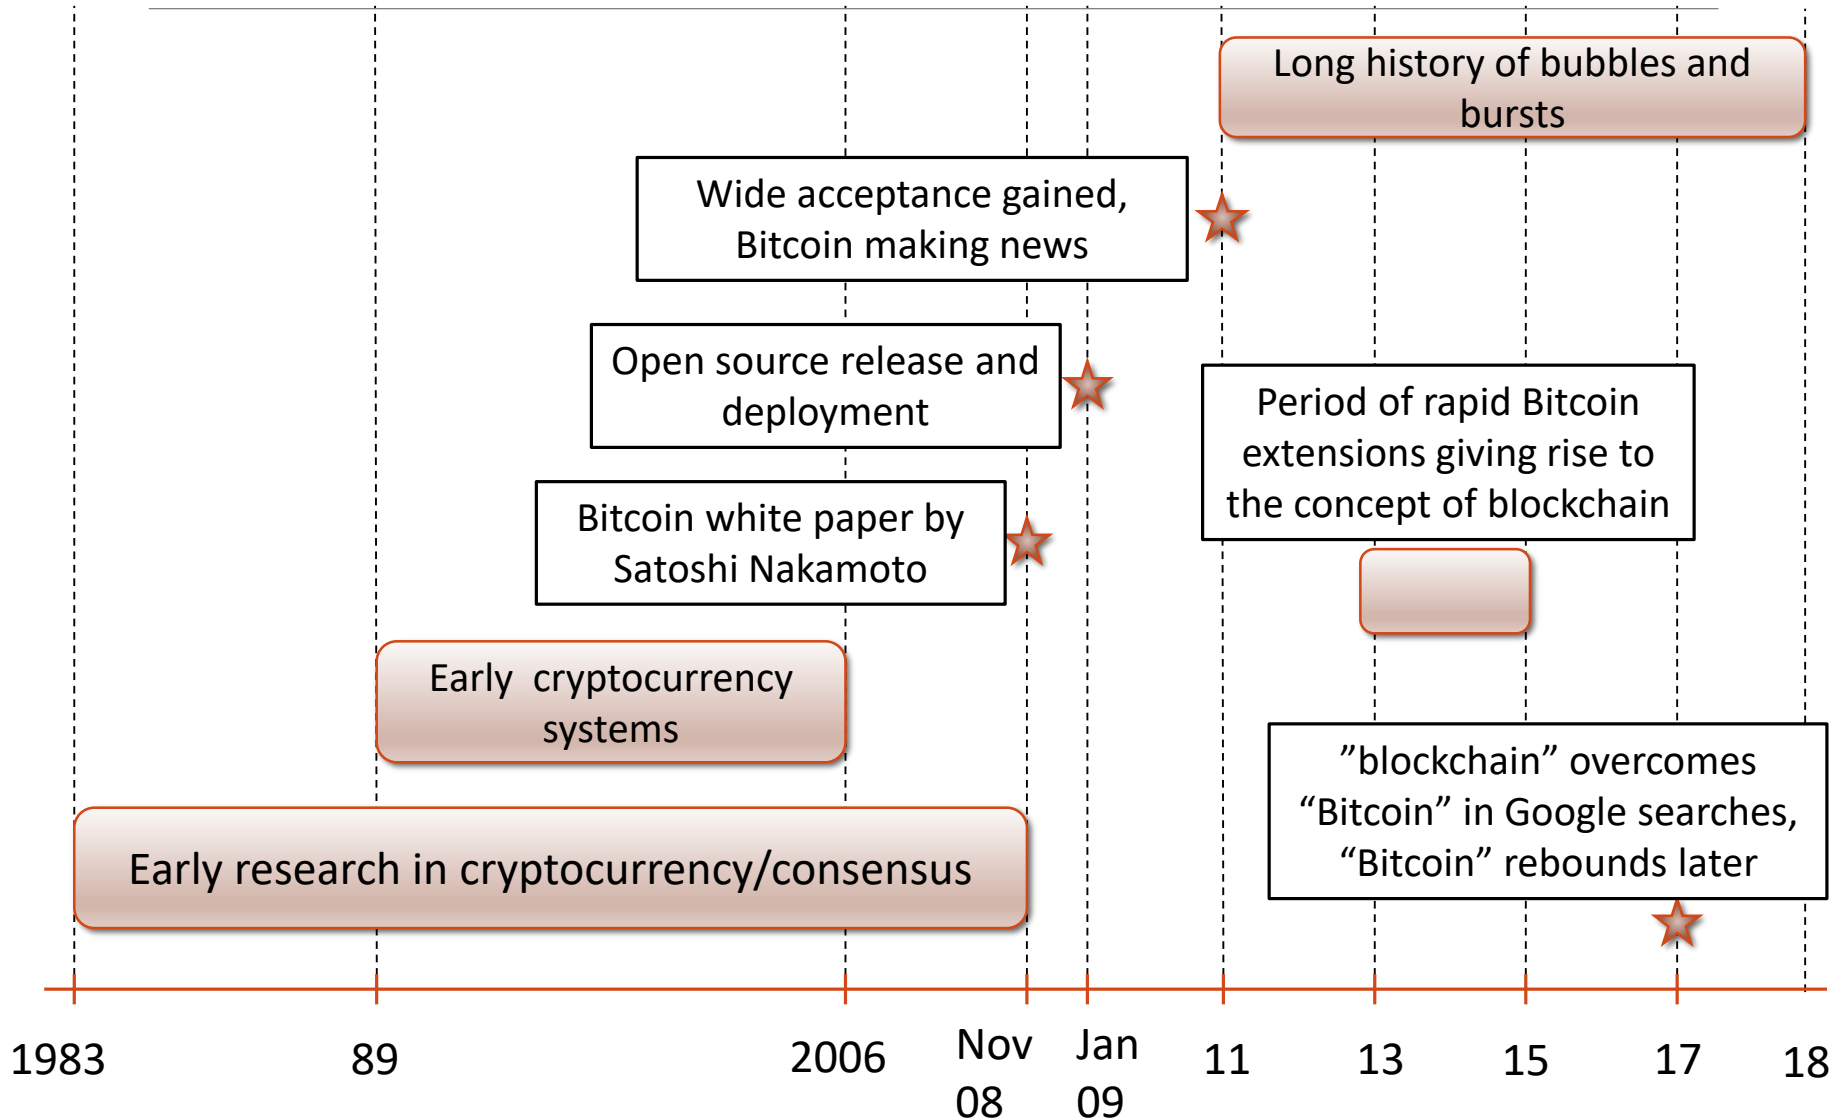 Long history of bubbles and
bursts
Wide acceptance gained,
Bitcoin making news
Open source release and
deployment
Period of rapid Bitcoin
extensions giving rise to
the concept of blockchain
Bitcoin white paper by
Satoshi Nakamoto
Early cryptocurrency
systems
”blockchain” overcomes
“Bitcoin” in Google searches,
“Bitcoin” rebounds later
Early research in cryptocurrency/consensus
1983
89
2006
Nov
08
Jan
09
11
13
15
17
18